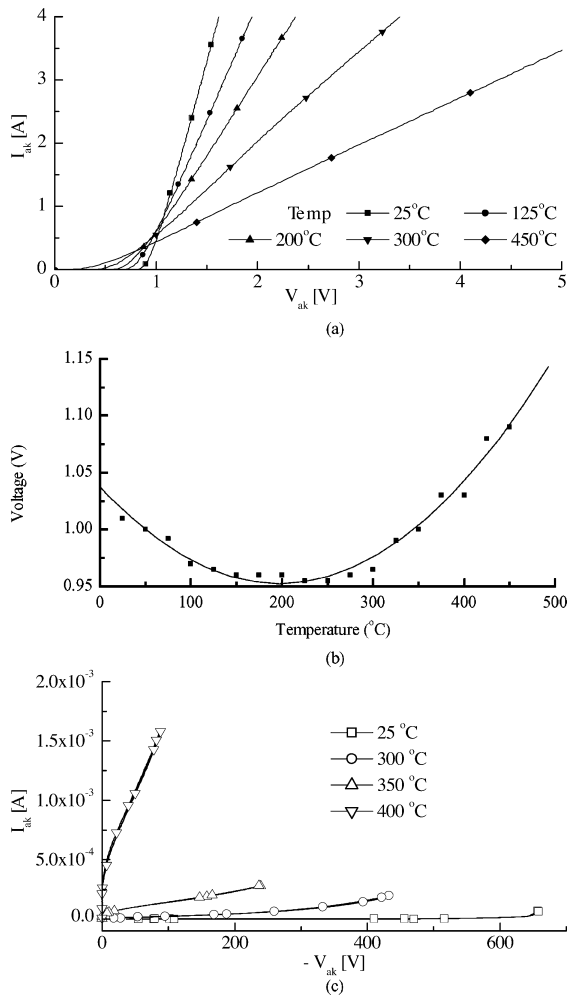 4
3
2
1
0
I_ak [A]
Temp 25°C 125°C
200°C 300°C 450°C
0 1 2 3 4 5
V_ak [V]
(a)
1.15
1.10
1.05
1.00
0.95
Voltage (V)
0 100 200 300 400 500
Temperature (°C)
(b)
2.0x10⁻³
1.5x10⁻³
1.0x10⁻³
5.0x10⁻⁴
0.0
I_ak [A]
25 °C
300 °C
350 °C
400 °C
0 200 400 600
- V_ak [V]
(c)